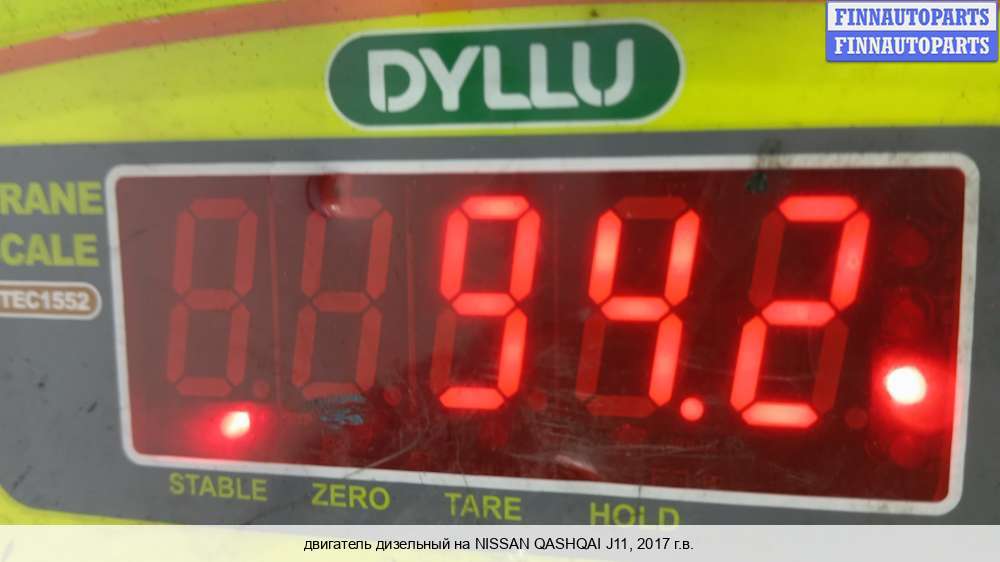 FINNAUTOPARTS
FINNAUTOPARTS
DYLLU
RANE
CALE
TEC1552
94.2
STABLE ZERO TARE HOLD
двигатель дизельный на NISSAN QASHQAI J11, 2017 г.в.